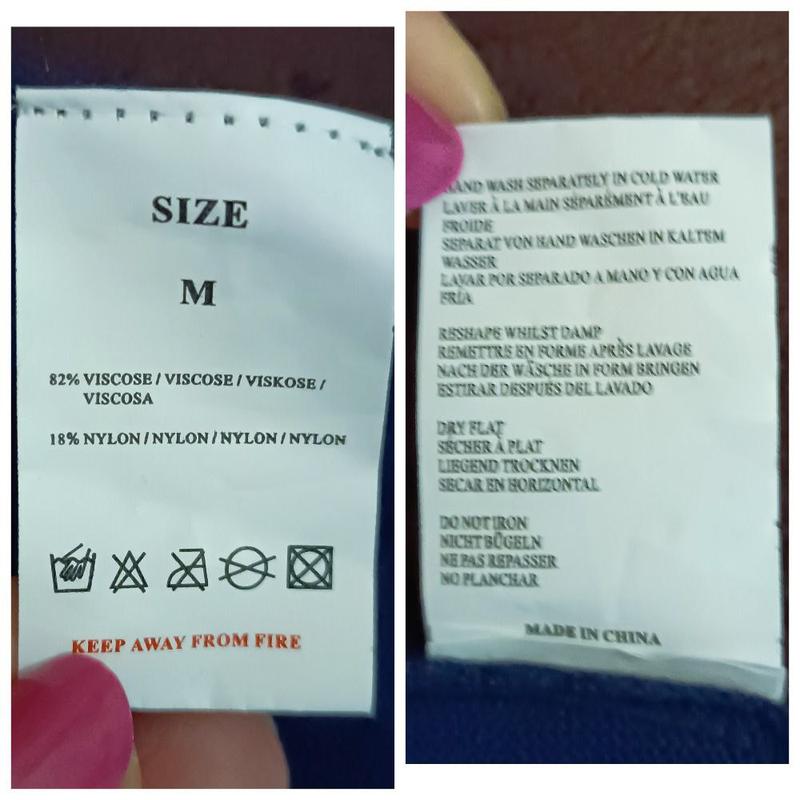 SIZE
M
82% VISCOSE / VISCOSE / VISKOSE /
VISCOSA
18% NYLON / NYLON / NYLON / NYLON
KEEP AWAY FROM FIRE
HAND WASH SEPARATELY IN COLD WATER
LAVER À LA MAIN SÉPARÉMENT À L'EAU
FROIDE
SEPARAT VON HAND WASCHEN IN KALTEM
WASSER
LAVAR POR SEPARADO A MANO Y CON AGUA
FRÍA
RESHAPE WHILST DAMP
REMETTRE EN FORME APRÈS LAVAGE
NACH DER WÄSCHE IN FORM BRINGEN
ESTIRAR DESPUÉS DEL LAVADO
DRY FLAT
SÉCHER À PLAT
LIEGEND TROCKNEN
SECAR EN HORIZONTAL
DO NOT IRON
NICHT BÜGELN
NE PAS REPASSER
NO PLANCHAR
MADE IN CHINA